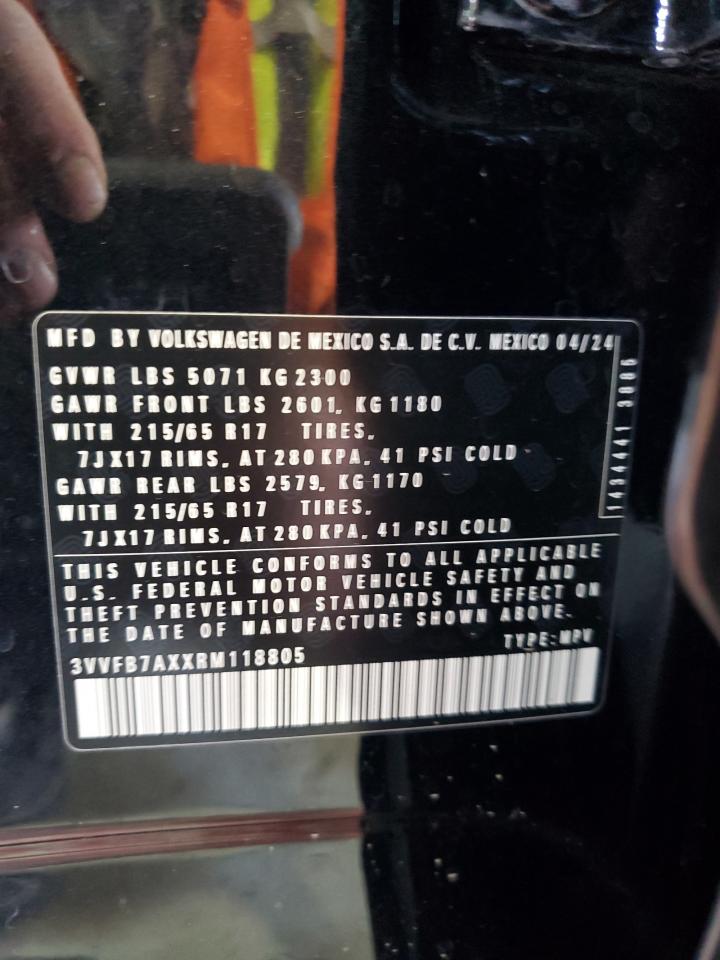 MFD BY VOLKSWAGEN DE MEXICO S.A. DE C.V. MEXICO 04/24
GVWR LBS 5071 KG 2300
GAWR FRONT LBS 2601, KG 1180
WITH 215/65 R17 TIRES,
7JX17 RIMS, AT 280 KPA, 41 PSI COLD
GAWR REAR LBS 2579, KG 1170
WITH 215/65 R17 TIRES,
7JX17 RIMS, AT 280 KPA, 41 PSI COLD
1434441 3886
THIS VEHICLE CONFORMS TO ALL APPLICABLE
U.S. FEDERAL MOTOR VEHICLE SAFETY AND
THEFT PREVENTION STANDARDS IN EFFECT ON
THE DATE OF MANUFACTURE SHOWN ABOVE.
TYPE:MPV
3VVFB7AXXRM118805